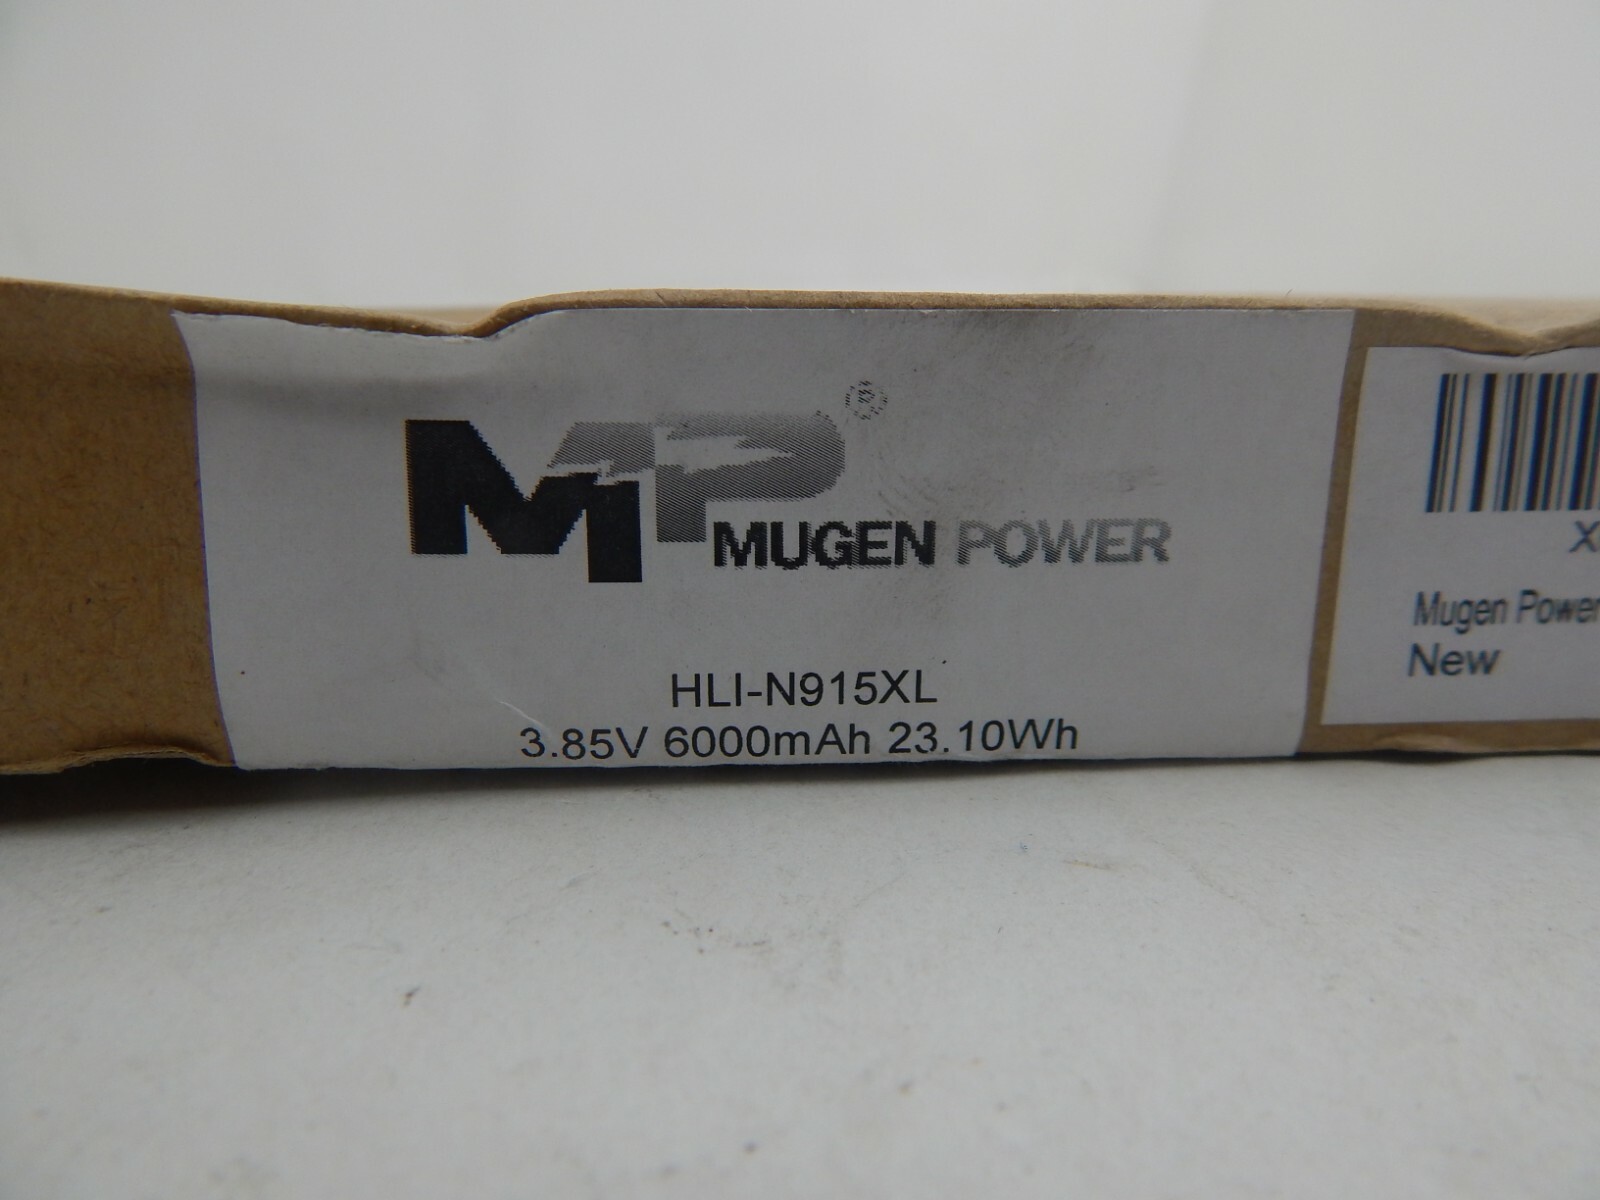 MP®
MUGEN POWER
HLI-N915XL
3.85V 6000mAh 23.10Wh
X
Mugen Power
New